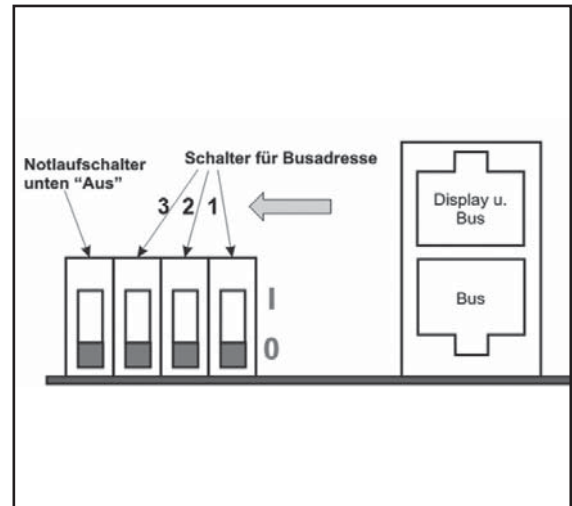 Notlaufschalter
unten “Aus”
Schalter für Busadresse
3 2 1
I
0
Display u.
Bus
Bus